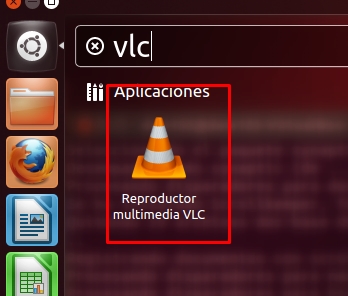 vlc
Aplicaciones
Reproductor
multimedia VLC